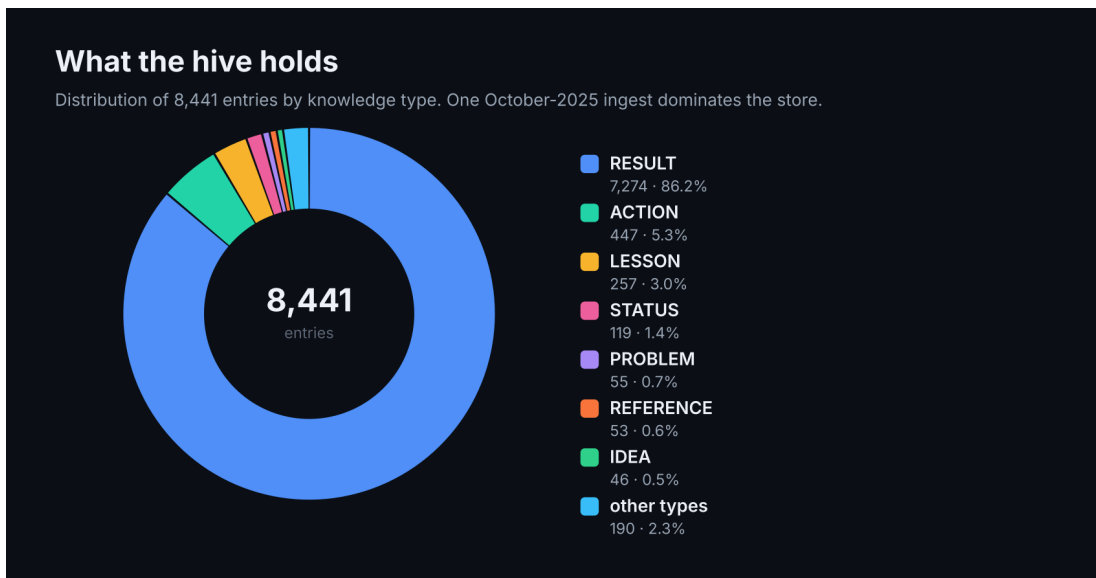 What the hive holds
Distribution of 8,441 entries by knowledge type. One October-2025 ingest dominates the store.
8,441
entries
RESULT
7,274 · 86.2%
ACTION
447 · 5.3%
LESSON
257 · 3.0%
STATUS
119 · 1.4%
PROBLEM
55 · 0.7%
REFERENCE
53 · 0.6%
IDEA
46 · 0.5%
other types
190 · 2.3%